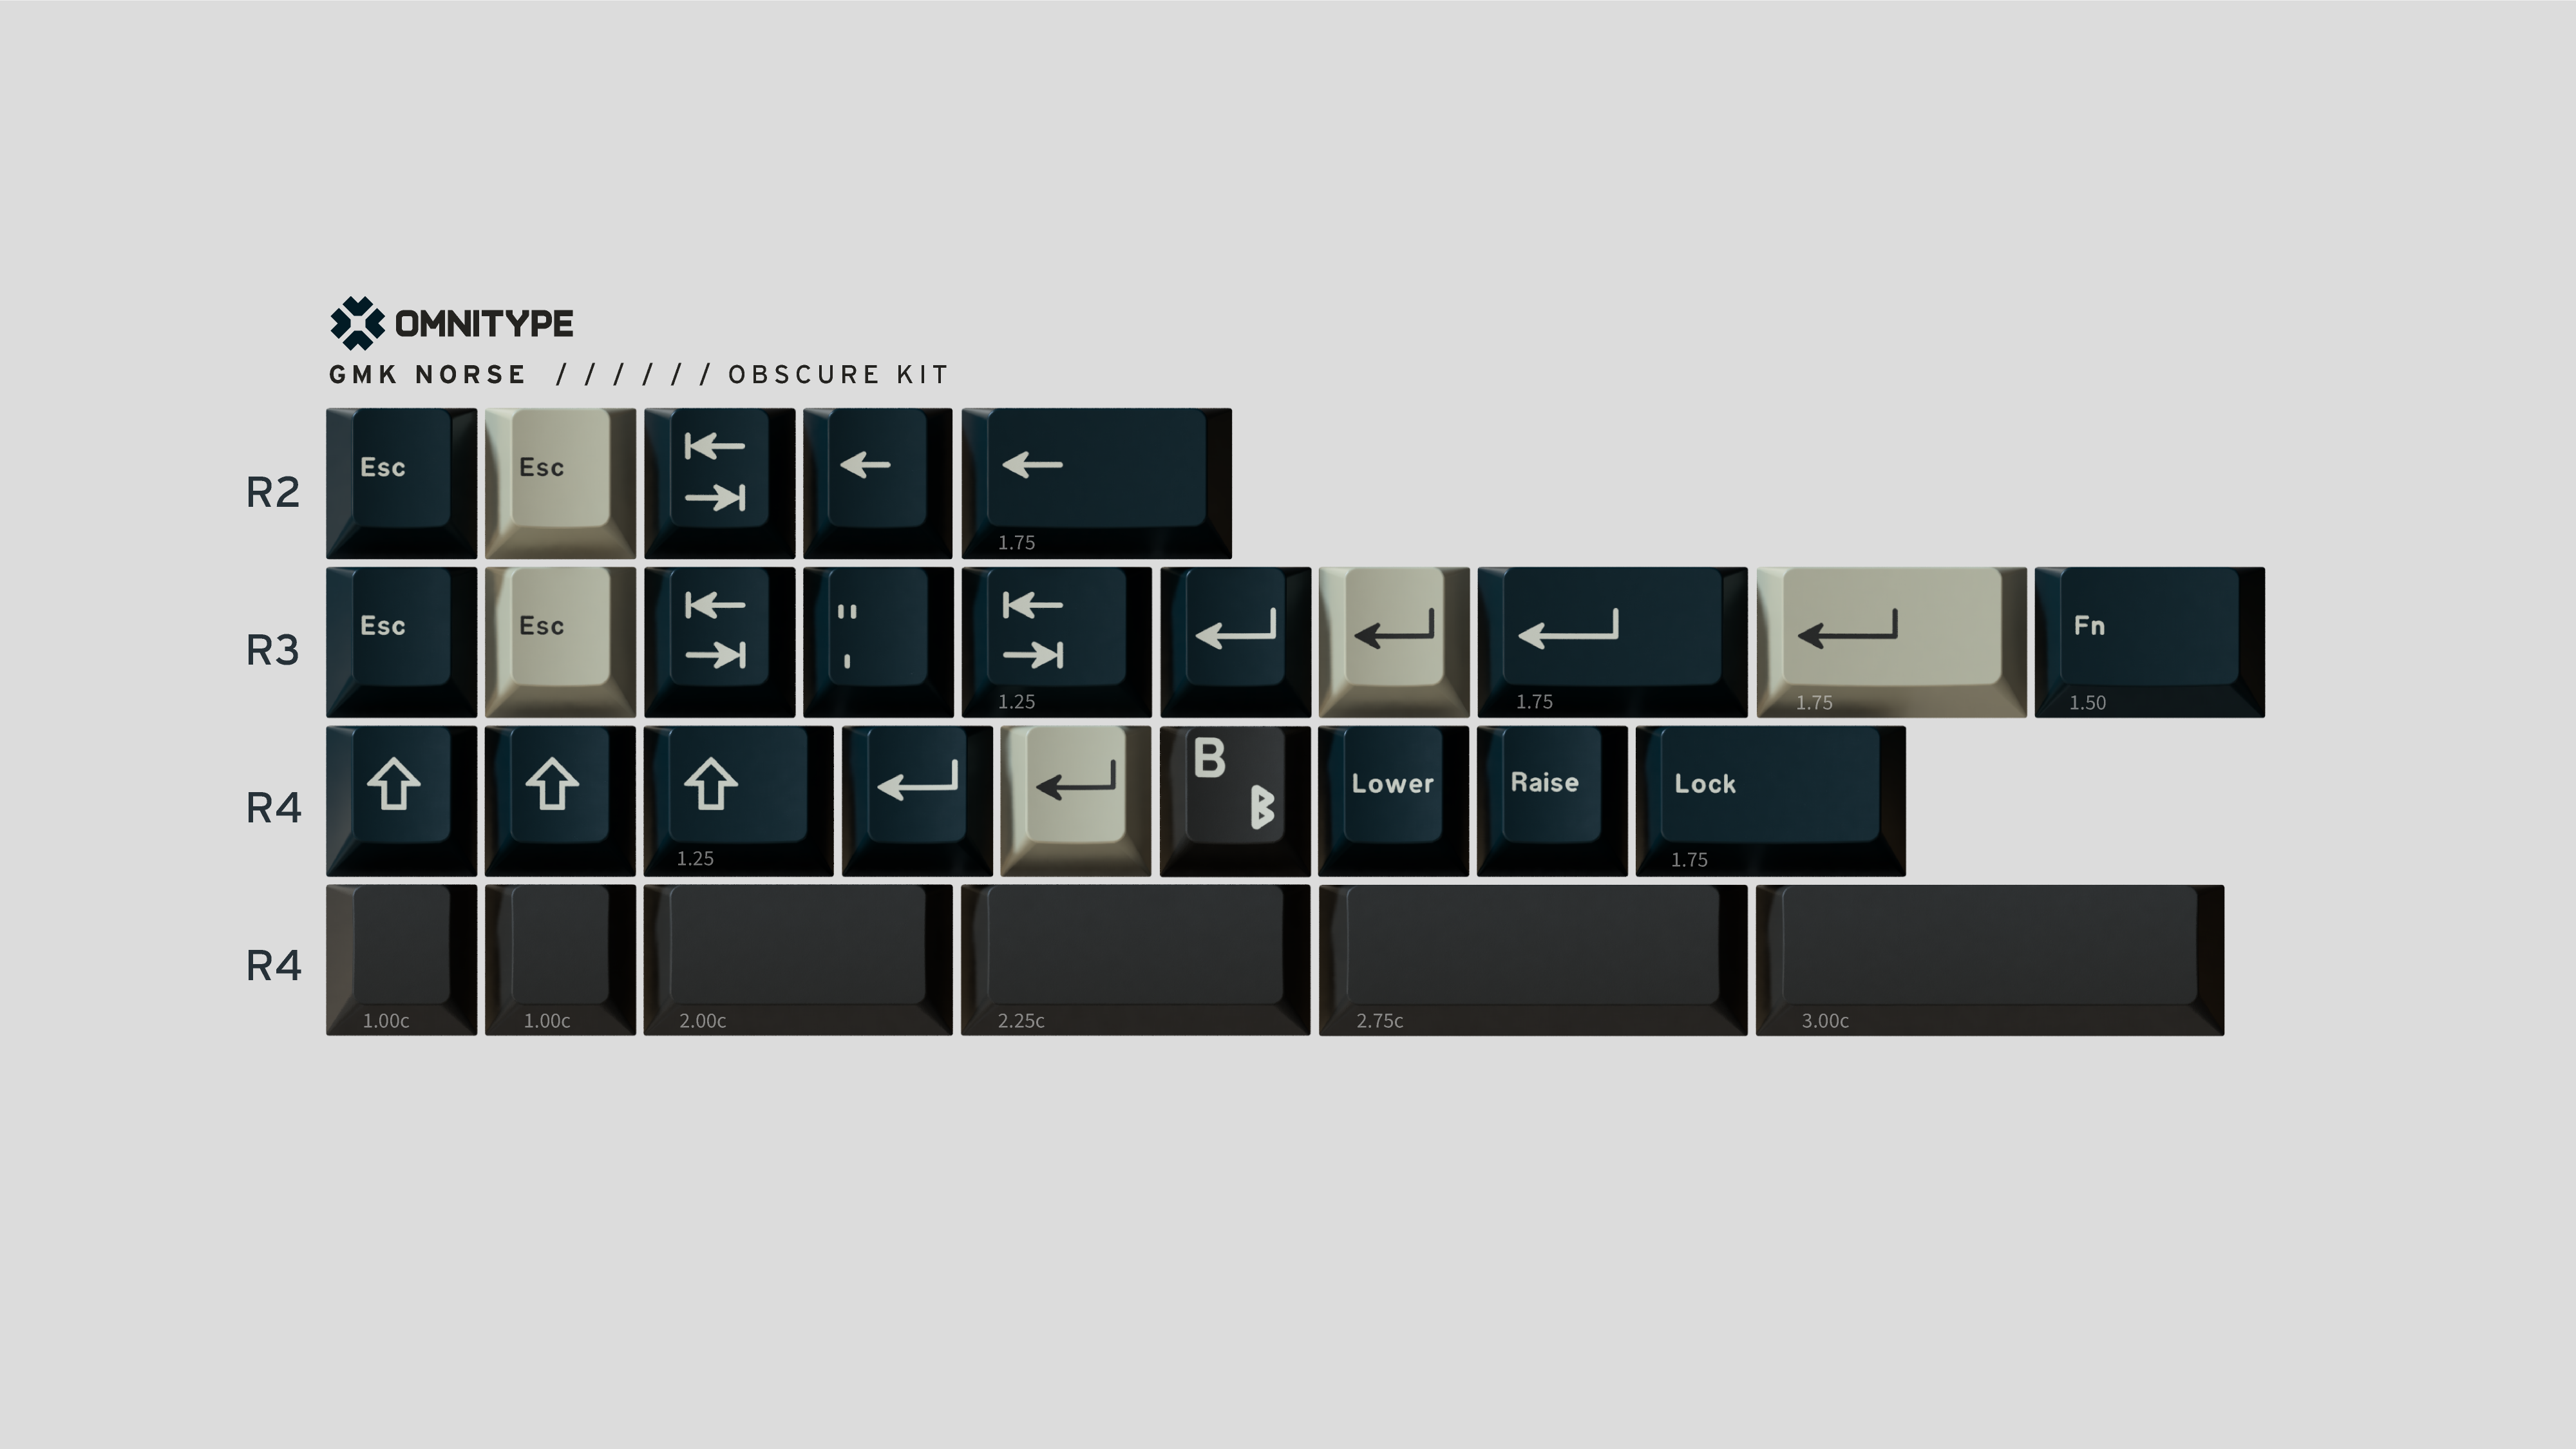 OMNITYPE
GMK NORSE ////// OBSCURE KIT
R2 Esc Esc
1.75
R3 Esc Esc " ' Fn
1.25 1.75 1.75 1.50
R4 B Lower Raise Lock
1.25 1.75
R4
1.00c 1.00c 2.00c 2.25c 2.75c 3.00c